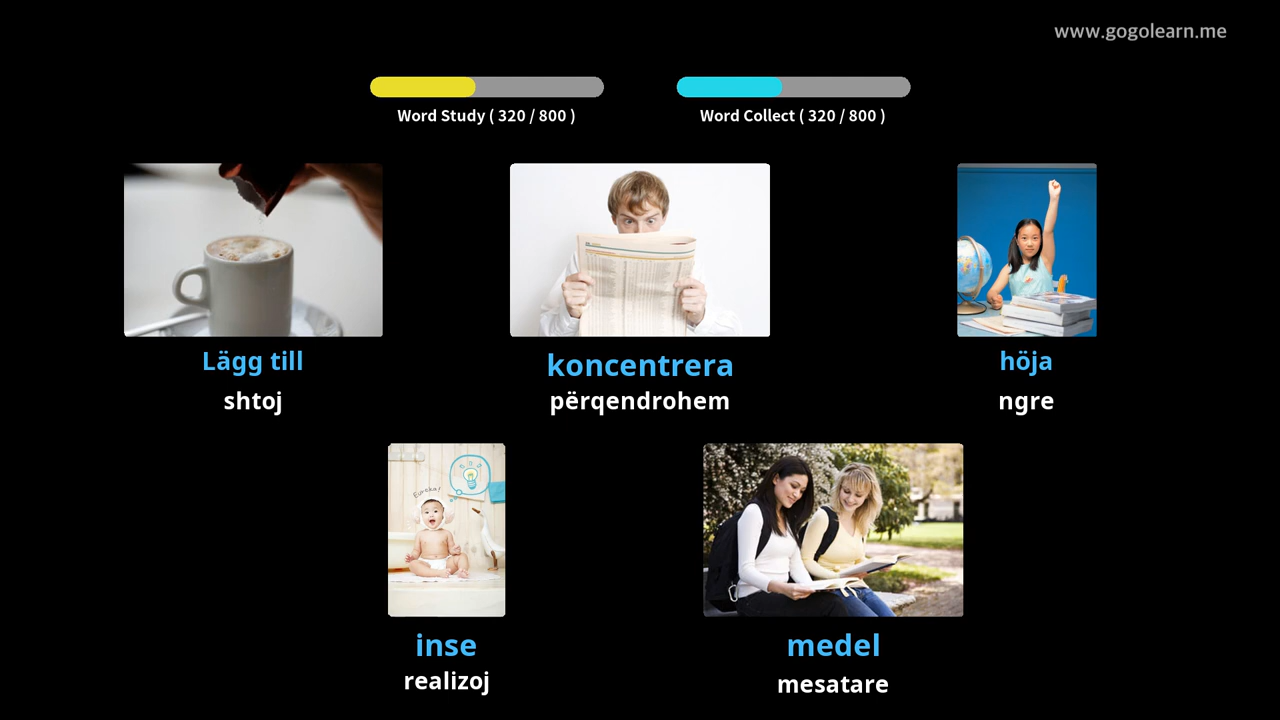 www.gogolearn.me
Word Study ( 320 / 800 )
Word Collect ( 320 / 800 )
Lägg till
shtoj
koncentrera
përqendrohem
höja
ngre
Eureka!
inse
realizoj
medel
mesatare